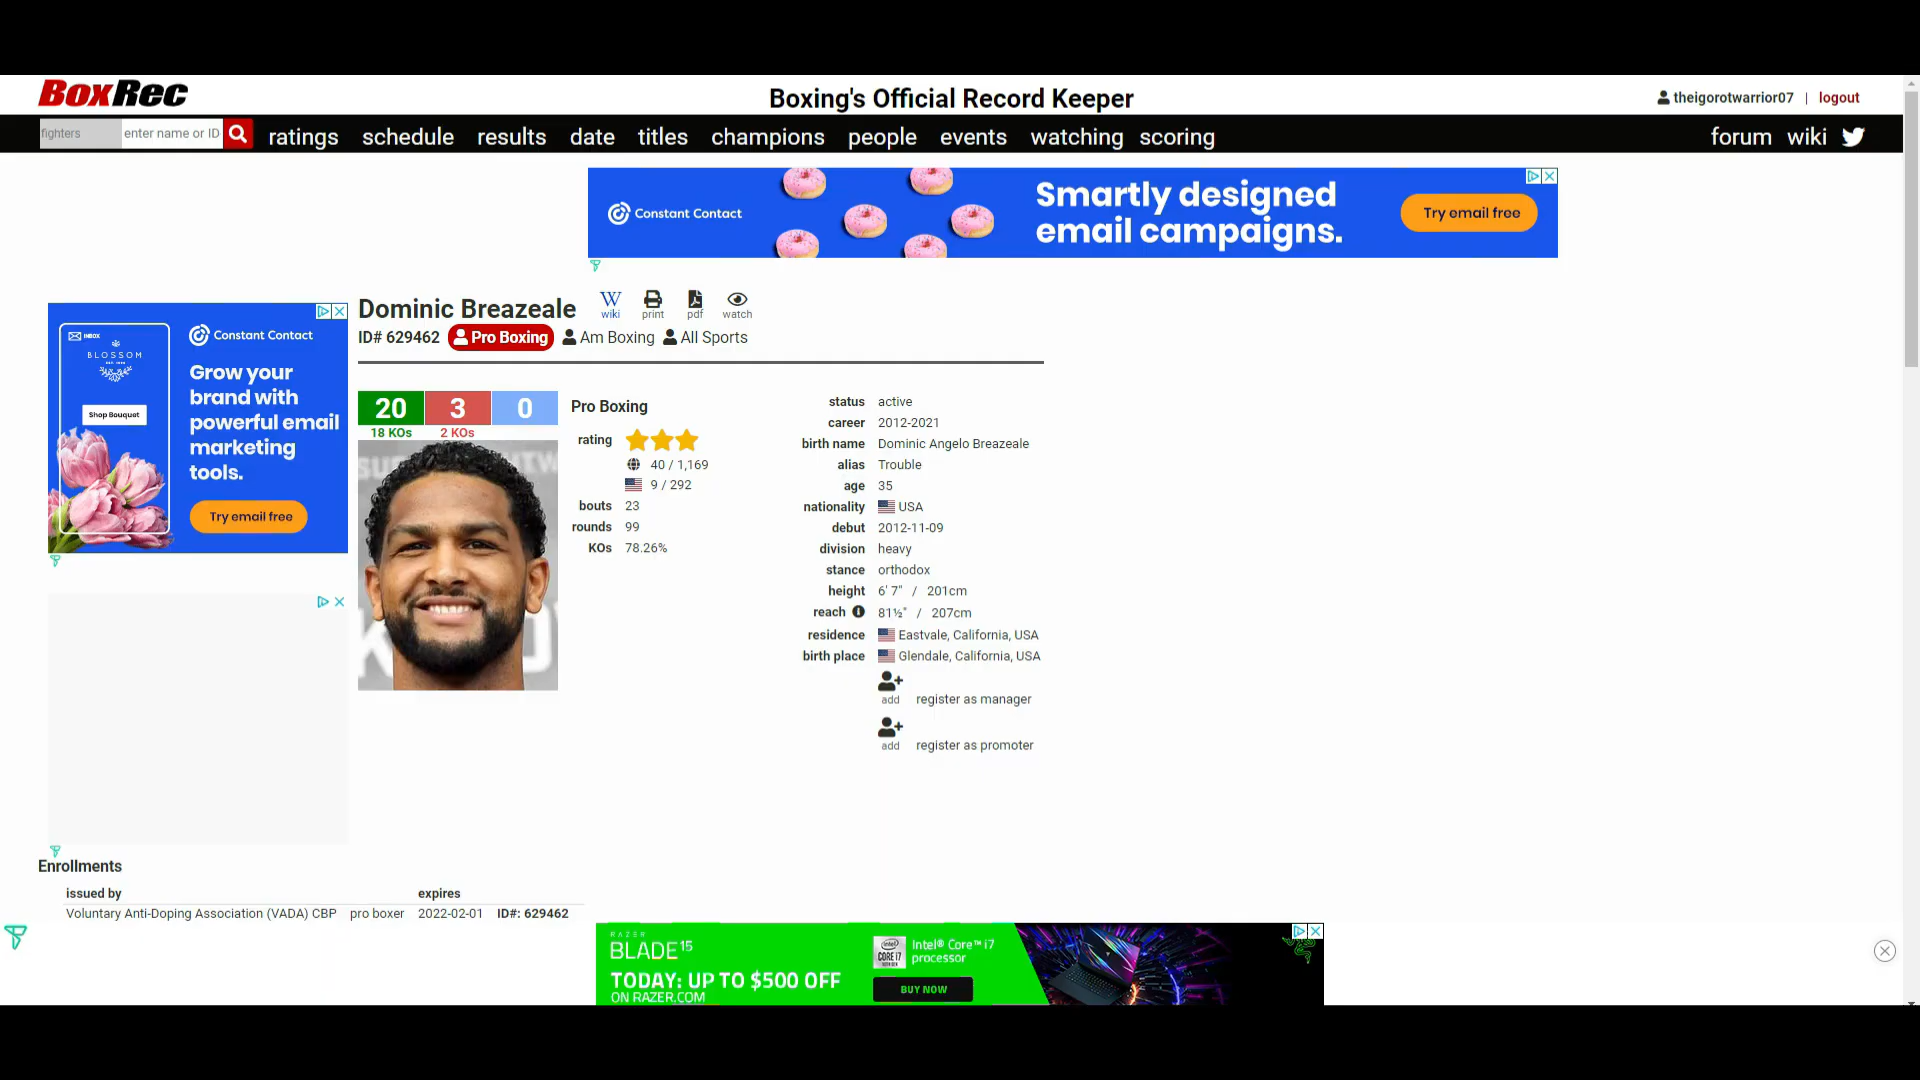 BoxRec
Boxing's Official Record Keeper
theigorotwarrior07 | logout
fighters
enter name or ID
ratings schedule results date titles champions people events watching scoring
forum wiki
Constant Contact
Smartly designed
email campaigns.
Try email free
Dominic Breazeale
wiki print pdf watch
ID# 629462 Pro Boxing Am Boxing All Sports
INBOX
BLOSSOM
Shop Bouquet
Constant Contact
Grow your
brand with
powerful email
marketing
tools.
Try email free
20 3 0
18 KOs 2 KOs
Pro Boxing
rating
40 / 1,169
9 / 292
bouts 23
rounds 99
KOs 78.26%
status active
career 2012-2021
birth name Dominic Angelo Breazeale
alias Trouble
age 35
nationality USA
debut 2012-11-09
division heavy
stance orthodox
height 6' 7" / 201cm
reach 81½" / 207cm
residence Eastvale, California, USA
birth place Glendale, California, USA
add register as manager
add register as promoter
Enrollments
issued by expires
Voluntary Anti-Doping Association (VADA) CBP pro boxer 2022-02-01 ID#: 629462
RAZER
BLADE 15
TODAY: UP TO $500 OFF
ON RAZER.COM
intel
CORE i7
Intel® Core™ i7
processor
BUY NOW